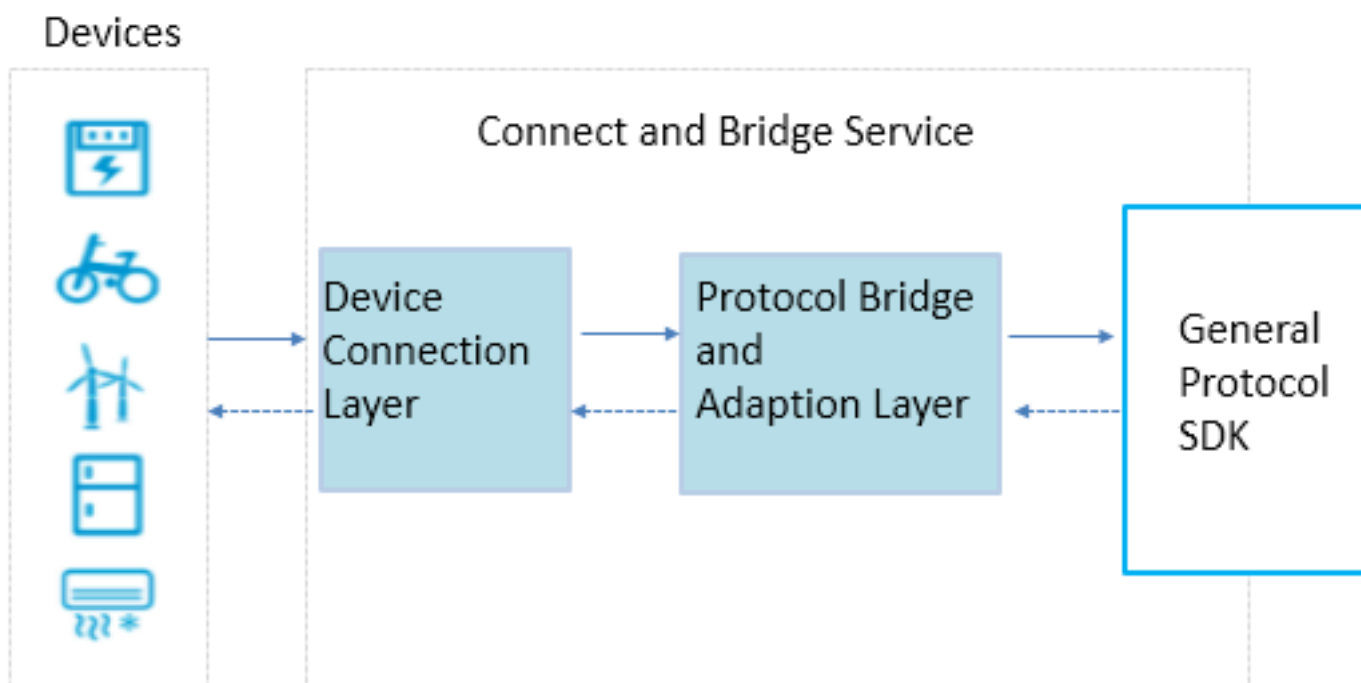 Devices
Connect and Bridge Service
Device
Connection
Layer
Protocol Bridge
and
Adaption Layer
General
Protocol
SDK